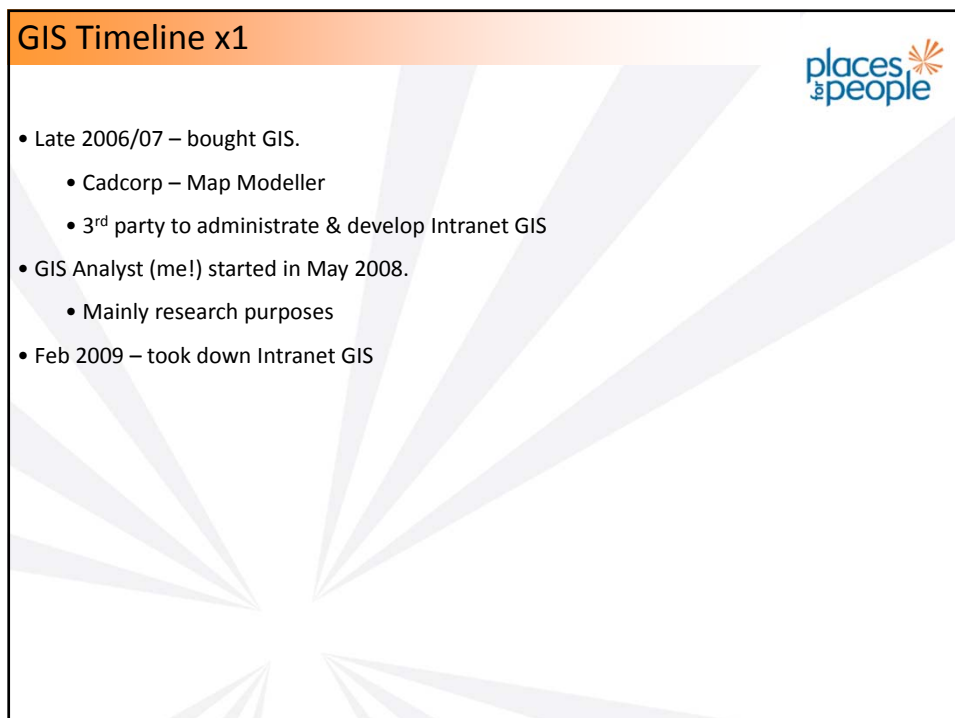 GIS Timeline x1
places
for
people
• Late 2006/07 – bought GIS.
• Cadcorp – Map Modeller
• 3rd party to administrate & develop Intranet GIS
• GIS Analyst (me!) started in May 2008.
• Mainly research purposes
• Feb 2009 – took down Intranet GIS